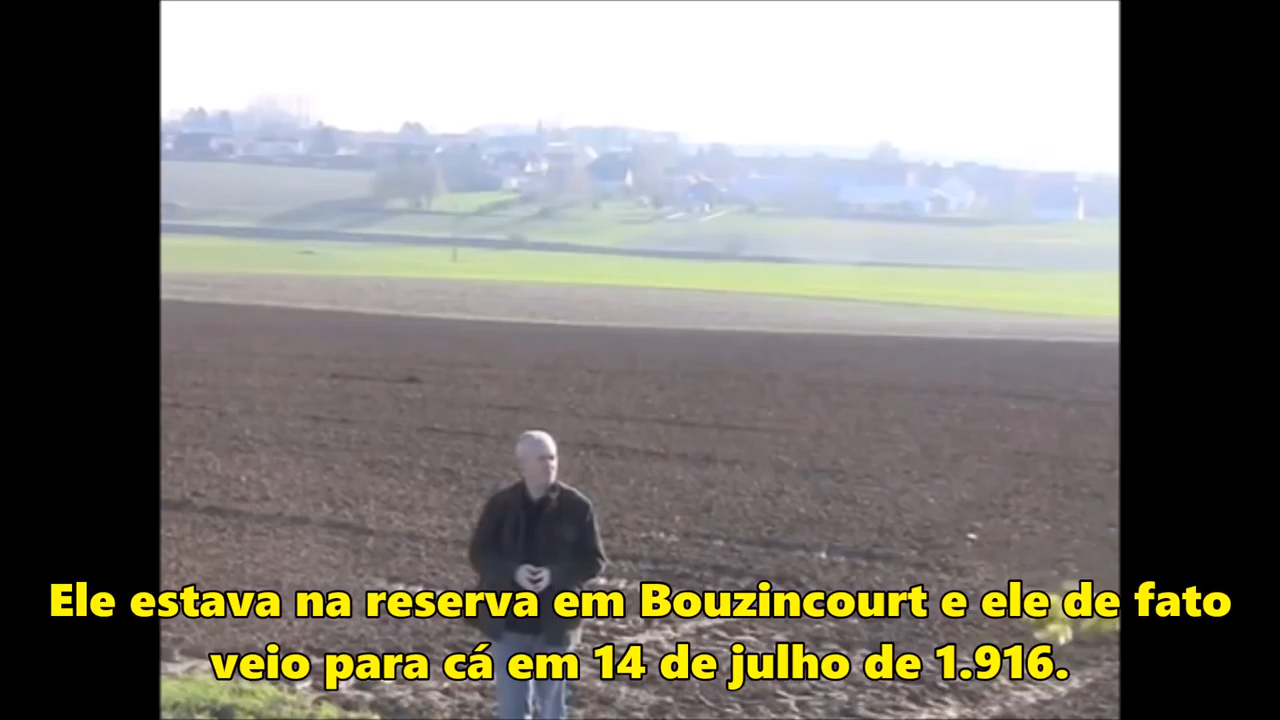 Ele estava na reserva em Bouzincourt e ele de fato
veio para cá em 14 de julho de 1.916.